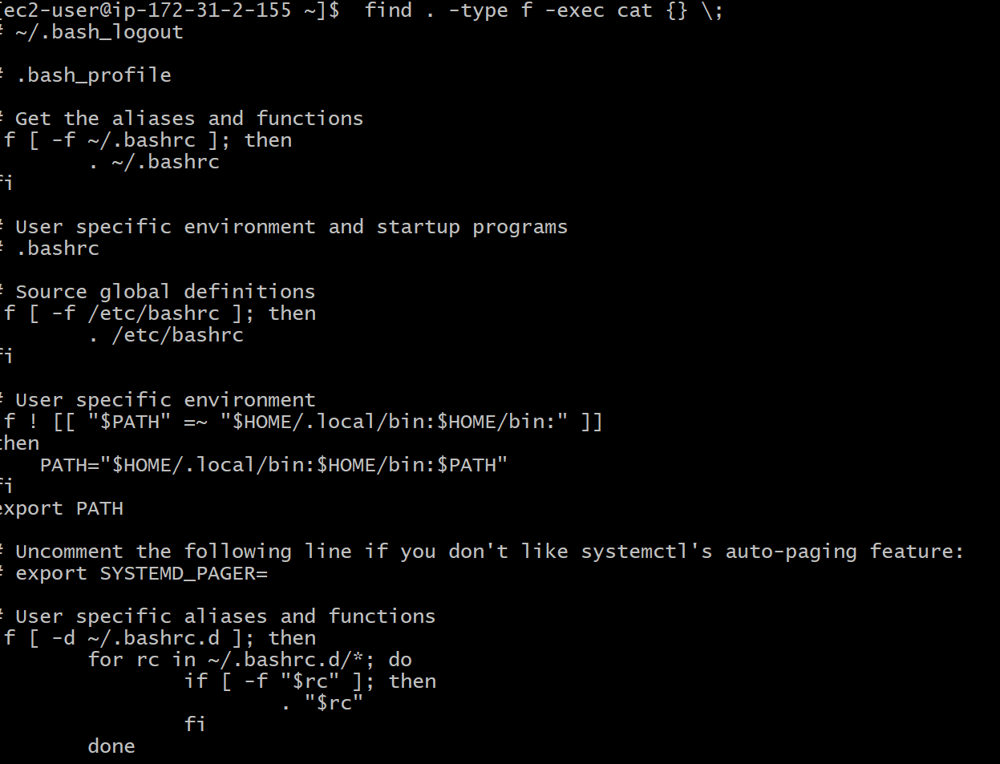 [ec2-user@ip-172-31-2-155 ~]$  find . -type f -exec cat {} \;
# ~/.bash_logout
# .bash_profile
# Get the aliases and functions
f [ -f ~/.bashrc ]; then
        . ~/.bashrc
fi
# User specific environment and startup programs
# .bashrc
# Source global definitions
f [ -f /etc/bashrc ]; then
        . /etc/bashrc
fi
# User specific environment
f ! [[ "$PATH" =~ "$HOME/.local/bin:$HOME/bin:" ]]
then
    PATH="$HOME/.local/bin:$HOME/bin:$PATH"
fi
export PATH
# Uncomment the following line if you don't like systemctl's auto-paging feature:
# export SYSTEMD_PAGER=
# User specific aliases and functions
f [ -d ~/.bashrc.d ]; then
        for rc in ~/.bashrc.d/*; do
                if [ -f "$rc" ]; then
                        . "$rc"
                fi
        done